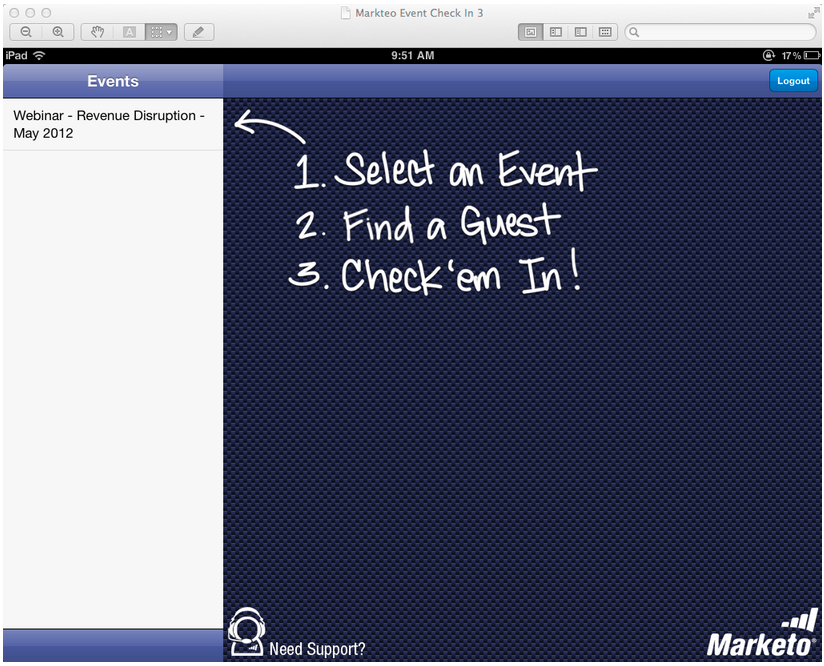 Markteo Event Check In 3
iPad
9:51 AM
17%
Events
Logout
Webinar - Revenue Disruption -
May 2012
1. Select an Event
2. Find a Guest
3. Check 'em In!
Need Support?
Marketo®